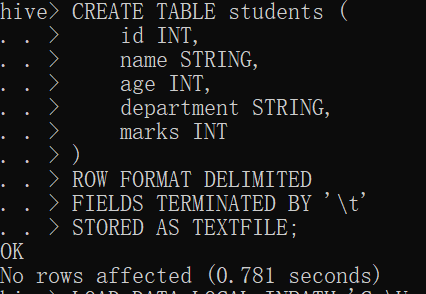 hive> CREATE TABLE students (
. . >     id INT,
. . >     name STRING,
. . >     age INT,
. . >     department STRING,
. . >     marks INT
. . > )
. . > ROW FORMAT DELIMITED
. . > FIELDS TERMINATED BY '\t'
. . > STORED AS TEXTFILE;
OK
No rows affected (0.781 seconds)